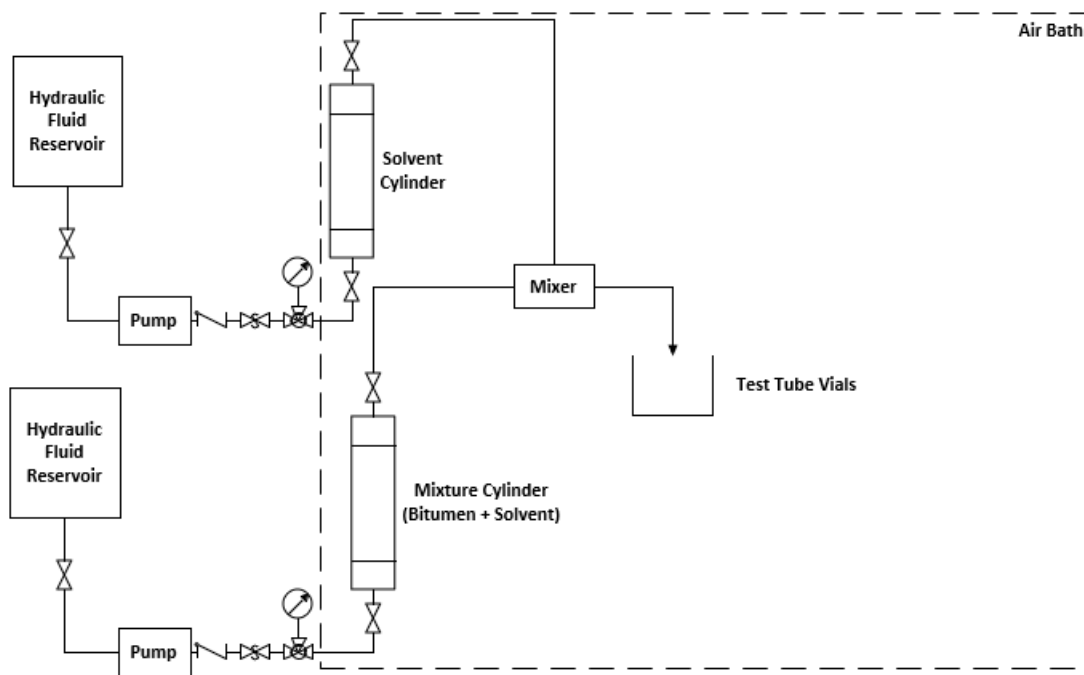 Air Bath
Hydraulic
Fluid
Reservoir
Solvent
Cylinder
Pump
Mixer
Test Tube Vials
Hydraulic
Fluid
Reservoir
Mixture Cylinder
(Bitumen + Solvent)
Pump